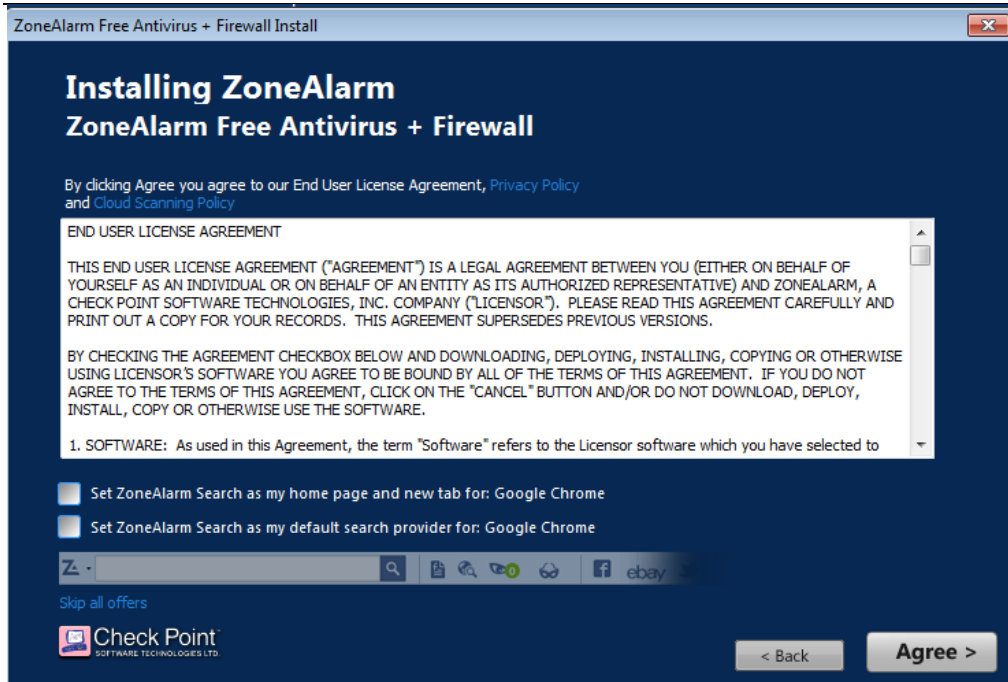 ZoneAlarm Free Antivirus + Firewall Install
Installing ZoneAlarm
ZoneAlarm Free Antivirus + Firewall
By clicking Agree you agree to our End User License Agreement, Privacy Policy
and Cloud Scanning Policy
END USER LICENSE AGREEMENT
THIS END USER LICENSE AGREEMENT ("AGREEMENT") IS A LEGAL AGREEMENT BETWEEN YOU (EITHER ON BEHALF OF
YOURSELF AS AN INDIVIDUAL OR ON BEHALF OF AN ENTITY AS ITS AUTHORIZED REPRESENTATIVE) AND ZONEALARM, A
CHECK POINT SOFTWARE TECHNOLOGIES, INC. COMPANY ("LICENSOR"). PLEASE READ THIS AGREEMENT CAREFULLY AND
PRINT OUT A COPY FOR YOUR RECORDS. THIS AGREEMENT SUPERSEDES PREVIOUS VERSIONS.
BY CHECKING THE AGREEMENT CHECKBOX BELOW AND DOWNLOADING, DEPLOYING, INSTALLING, COPYING OR OTHERWISE
USING LICENSOR'S SOFTWARE YOU AGREE TO BE BOUND BY ALL OF THE TERMS OF THIS AGREEMENT. IF YOU DO NOT
AGREE TO THE TERMS OF THIS AGREEMENT, CLICK ON THE "CANCEL" BUTTON AND/OR DO NOT DOWNLOAD, DEPLOY,
INSTALL, COPY OR OTHERWISE USE THE SOFTWARE.
1. SOFTWARE: As used in this Agreement, the term "Software" refers to the Licensor software which you have selected to
Set ZoneAlarm Search as my home page and new tab for: Google Chrome
Set ZoneAlarm Search as my default search provider for: Google Chrome
Z 0 f ebay
Skip all offers
Check Point
SOFTWARE TECHNOLOGIES LTD.
< Back
Agree >